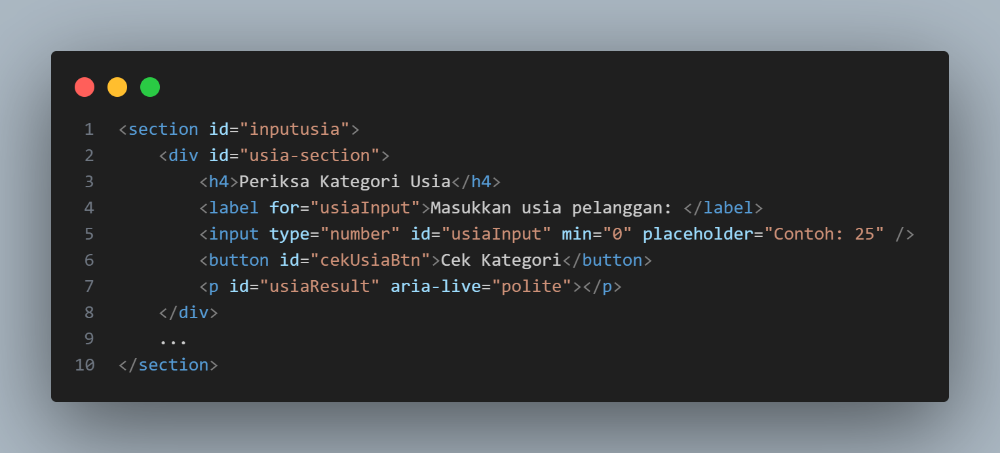 1 <section id="inputusia">
2     <div id="usia-section">
3         <h4>Periksa Kategori Usia</h4>
4         <label for="usiaInput">Masukkan usia pelanggan: </label>
5         <input type="number" id="usiaInput" min="0" placeholder="Contoh: 25" />
6         <button id="cekUsiaBtn">Cek Kategori</button>
7         <p id="usiaResult" aria-live="polite"></p>
8     </div>
9     ...
10 </section>